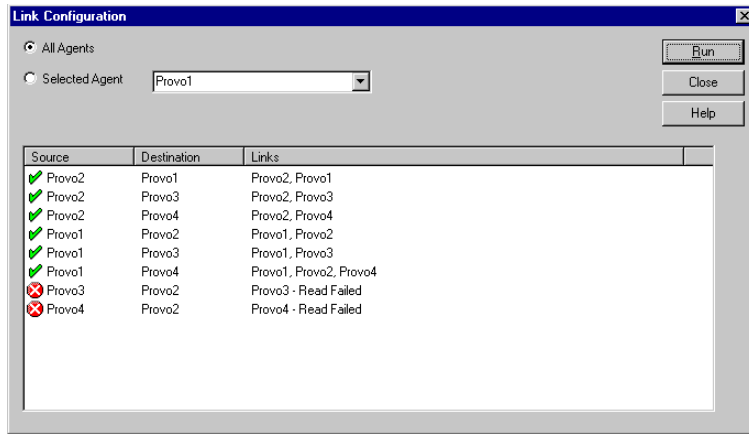 Link Configuration
All Agents
Run
Selected Agent Provo1
Close
Help
Source Destination Links
Provo2 Provo1 Provo2, Provo1
Provo2 Provo3 Provo2, Provo3
Provo2 Provo4 Provo2, Provo4
Provo1 Provo2 Provo1, Provo2
Provo1 Provo3 Provo1, Provo3
Provo1 Provo4 Provo1, Provo2, Provo4
Provo3 Provo2 Provo3 - Read Failed
Provo4 Provo2 Provo4 - Read Failed